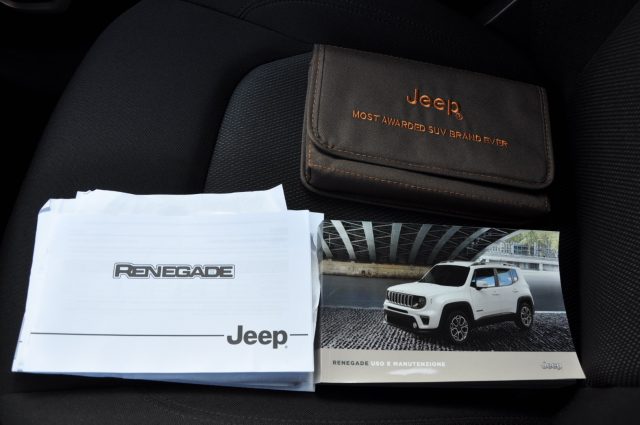 Jeep
MOST AWARDED SUV BRAND EVER
RENEGADE
Jeep
RENEGADE USO E MANUTENZIONE
Jeep